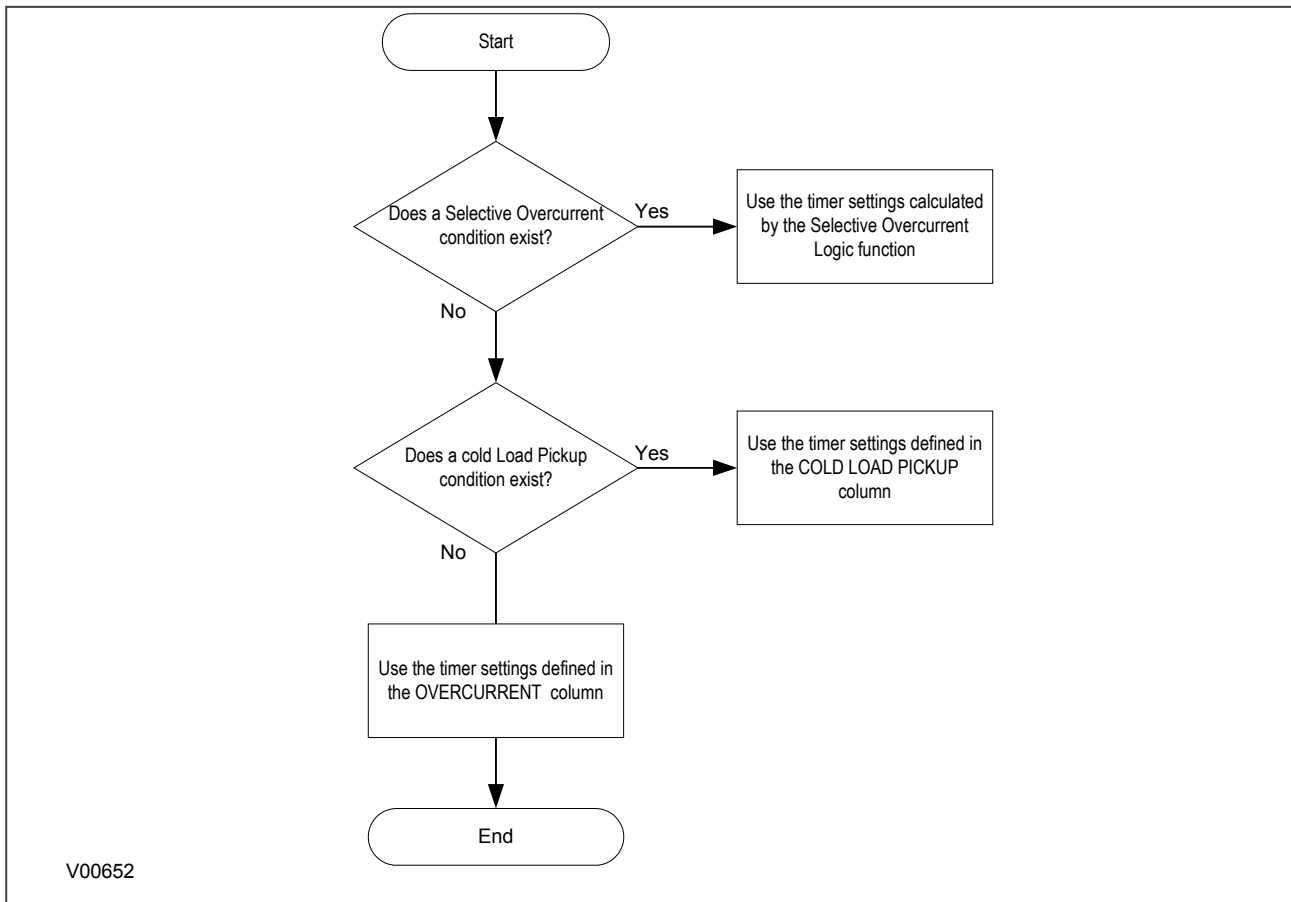 Start
Does a Selective Overcurrent
condition exist?
Yes
Use the timer settings calculated
by the Selective Overcurrent
Logic function
No
Does a cold Load Pickup
condition exist?
Yes
Use the timer settings defined in
the COLD LOAD PICKUP
column
No
Use the timer settings defined in
the OVERCURRENT column
End
V00652